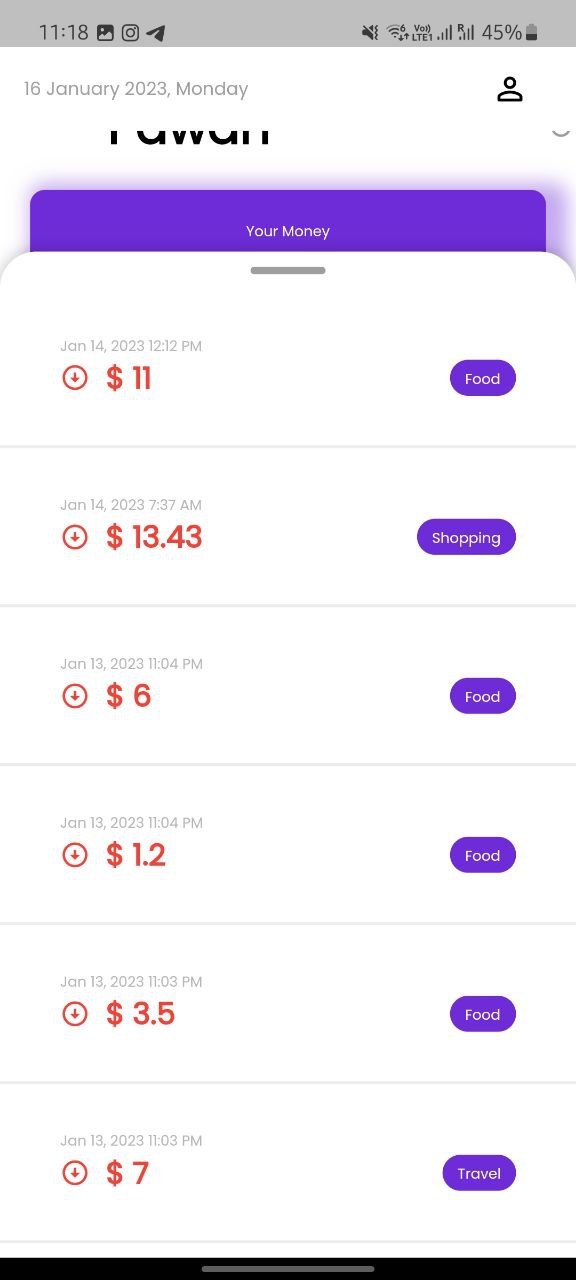 11:18 Vo)) LTE1 R 45%
16 January 2023, Monday
Your Money
Jan 14, 2023 12:12 PM
$ 11 Food
Jan 14, 2023 7:37 AM
$ 13.43 Shopping
Jan 13, 2023 11:04 PM
$ 6 Food
Jan 13, 2023 11:04 PM
$ 1.2 Food
Jan 13, 2023 11:03 PM
$ 3.5 Food
Jan 13, 2023 11:03 PM
$ 7 Travel